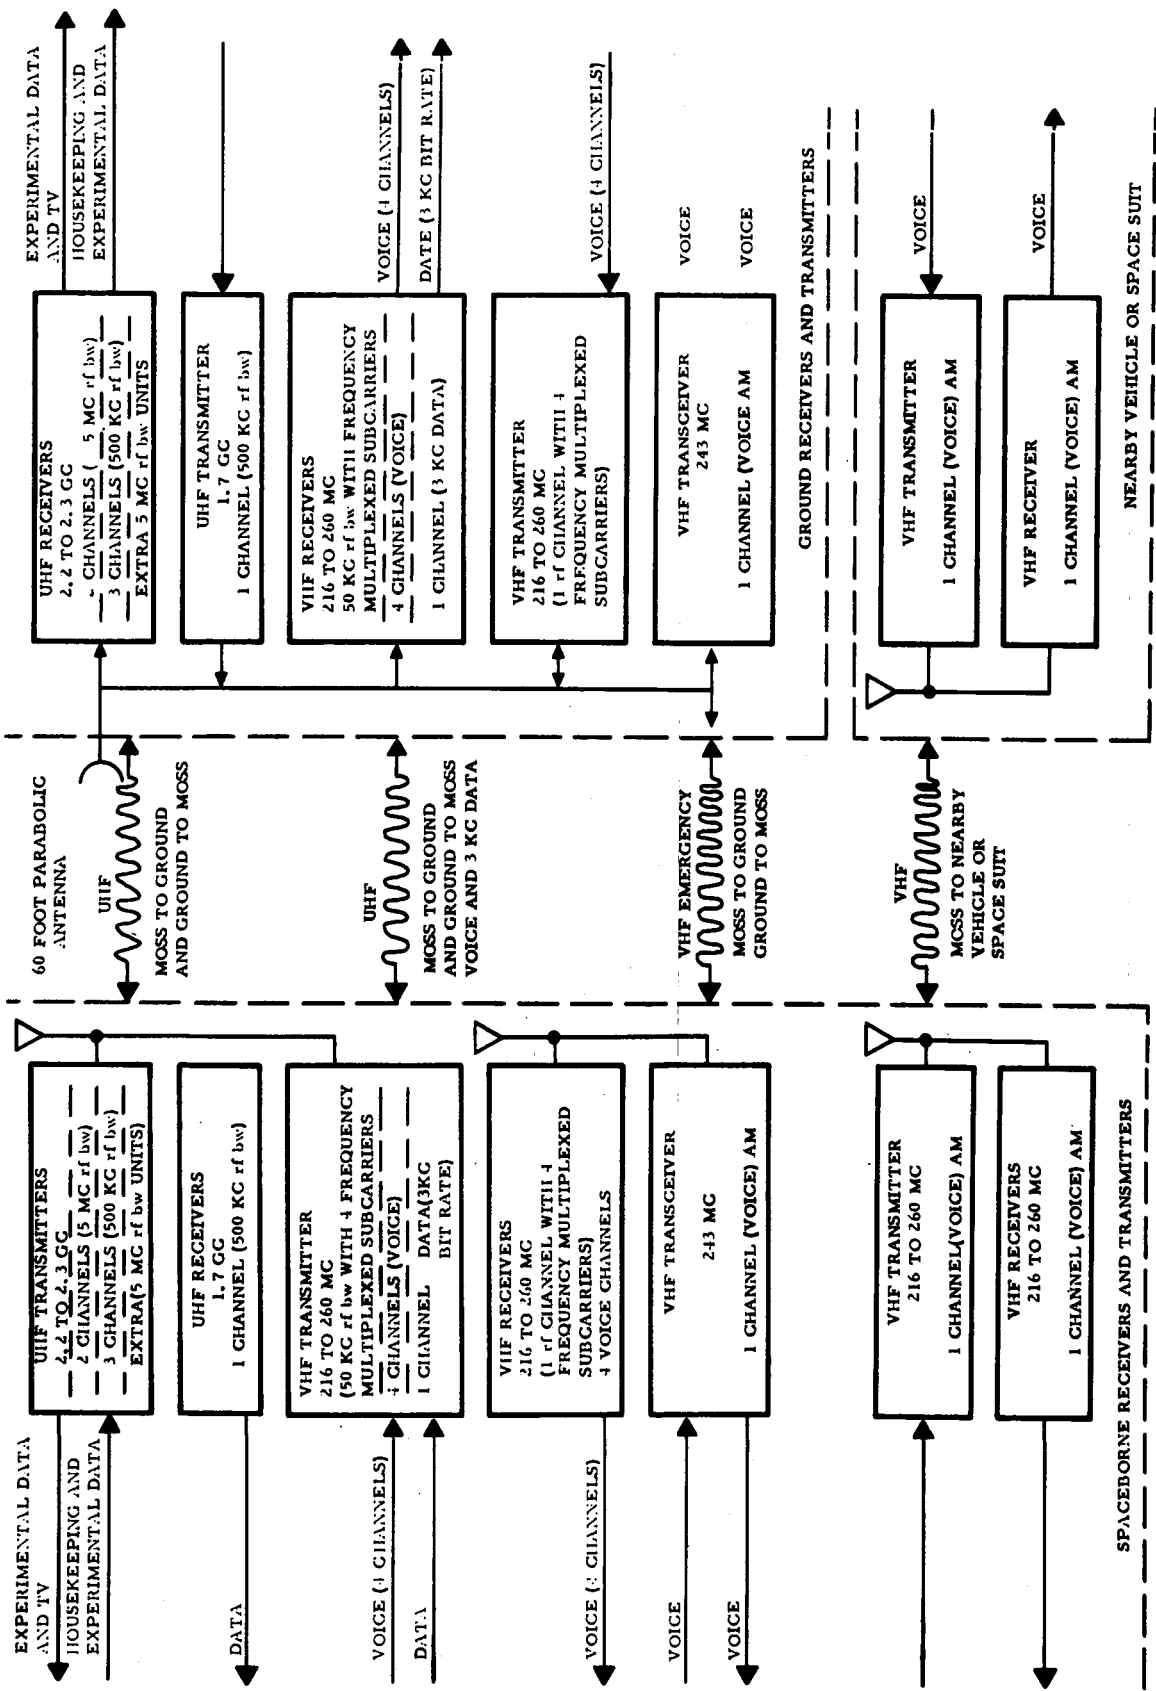 EXPERIMENTAL DATA
AND TV
HOUSEKEEPING AND
EXPERIMENTAL DATA
DATA
VOICE (4 CHANNELS)
DATA
VOICE (4 CHANNELS)
VOICE
VOICE
UHF TRANSMITTERS
2.2 TO 2.3 GC
2 CHANNELS (5 MC rf bw)
3 CHANNELS (500 KC rf bw)
EXTRA(5 MC rf bw UNITS)
UHF RECEIVERS
1.7 GC
1 CHANNEL (500 KC rf bw)
VHF TRANSMITTER
216 TO 260 MC
(50 KC rf bw WITH 4 FREQUENCY
MULTIPLEXED SUBCARRIERS
4 CHANNELS (VOICE)
1 CHANNEL DATA(3KC
BIT RATE)
VHF RECEIVERS
216 TO 260 MC
(1 rf CHANNEL WITH 4
FREQUENCY MULTIPLEXED
SUBCARRIERS)
4 VOICE CHANNELS
VHF TRANSCEIVER
243 MC
1 CHANNEL (VOICE) AM
VHF TRANSMITTER
216 TO 260 MC
1 CHANNEL(VOICE) AM
VHF RECEIVERS
216 TO 260 MC
1 CHANNEL (VOICE) AM
SPACEBORNE RECEIVERS AND TRANSMITTERS
60 FOOT PARABOLIC
ANTENNA
UHF
MOSS TO GROUND
AND GROUND TO MOSS
UHF
MOSS TO GROUND
AND GROUND TO MOSS
VOICE AND 3 KC DATA
VHF EMERGENCY
MOSS TO GROUND
GROUND TO MOSS
VHF
MOSS TO NEARBY
VEHICLE OR
SPACE SUIT
UHF RECEIVERS
2.2 TO 2.3 GC
CHANNELS ( 5 MC rf bw)
3 CHANNELS (500 KC rf bw)
EXTRA 5 MC rf bw UNITS
UHF TRANSMITTER
1.7 GC
1 CHANNEL (500 KC rf bw)
VHF RECEIVERS
216 TO 260 MC
50 KC rf bw WITH FREQUENCY
MULTIPLEXED SUBCARRIERS
4 CHANNELS (VOICE)
1 CHANNEL (3 KC DATA)
VHF TRANSMITTER
216 TO 260 MC
(1 rf CHANNEL WITH 4
FREQUENCY MULTIPLEXED
SUBCARRIERS)
VHF TRANSCEIVER
243 MC
1 CHANNEL (VOICE AM
GROUND RECEIVERS AND TRANSMITTERS
VHF TRANSMITTER
1 CHANNEL (VOICE) AM
VHF RECEIVER
1 CHANNEL (VOICE) AM
NEARBY VEHICLE OR SPACE SUIT
EXPERIMENTAL DATA
AND TV
HOUSEKEEPING AND
EXPERIMENTAL DATA
VOICE (4 CHANNELS)
DATE (3 KC BIT RATE)
VOICE (4 CHANNELS)
VOICE
VOICE
VOICE
VOICE